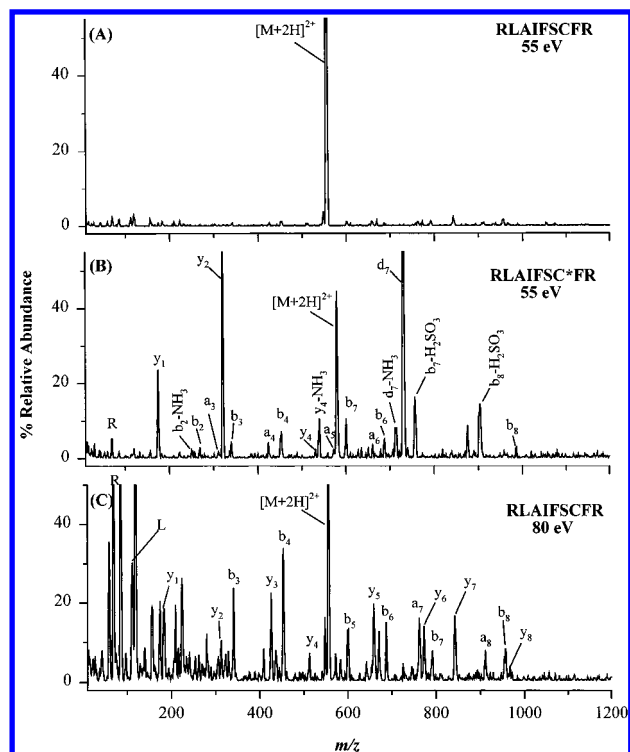 (A)
[M+2H]²⁺
RLAIFSCFR
55 eV
40
20
0
(B)
y₂
d₇
RLAIFSC*FR
55 eV
[M+2H]²⁺
% Relative Abundance
40
20
0
y₁
R
b₂-NH₃
b₂
a₃
b₃
a₄
b₄
y₄
y₄-NH₃
a₅
b₇
a₆
b₆
d₇-NH₃
b₇-H₂SO₃
b₈-H₂SO₃
b₈
(C)
R
L
[M+2H]²⁺
RLAIFSCFR
80 eV
40
20
0
y₁
y₂
b₃
y₃
b₄
y₄
b₅
y₅
b₆
a₇
y₆
b₇
y₇
a₈
b₈
y₈
200 400 600 800 1000 1200
m/z